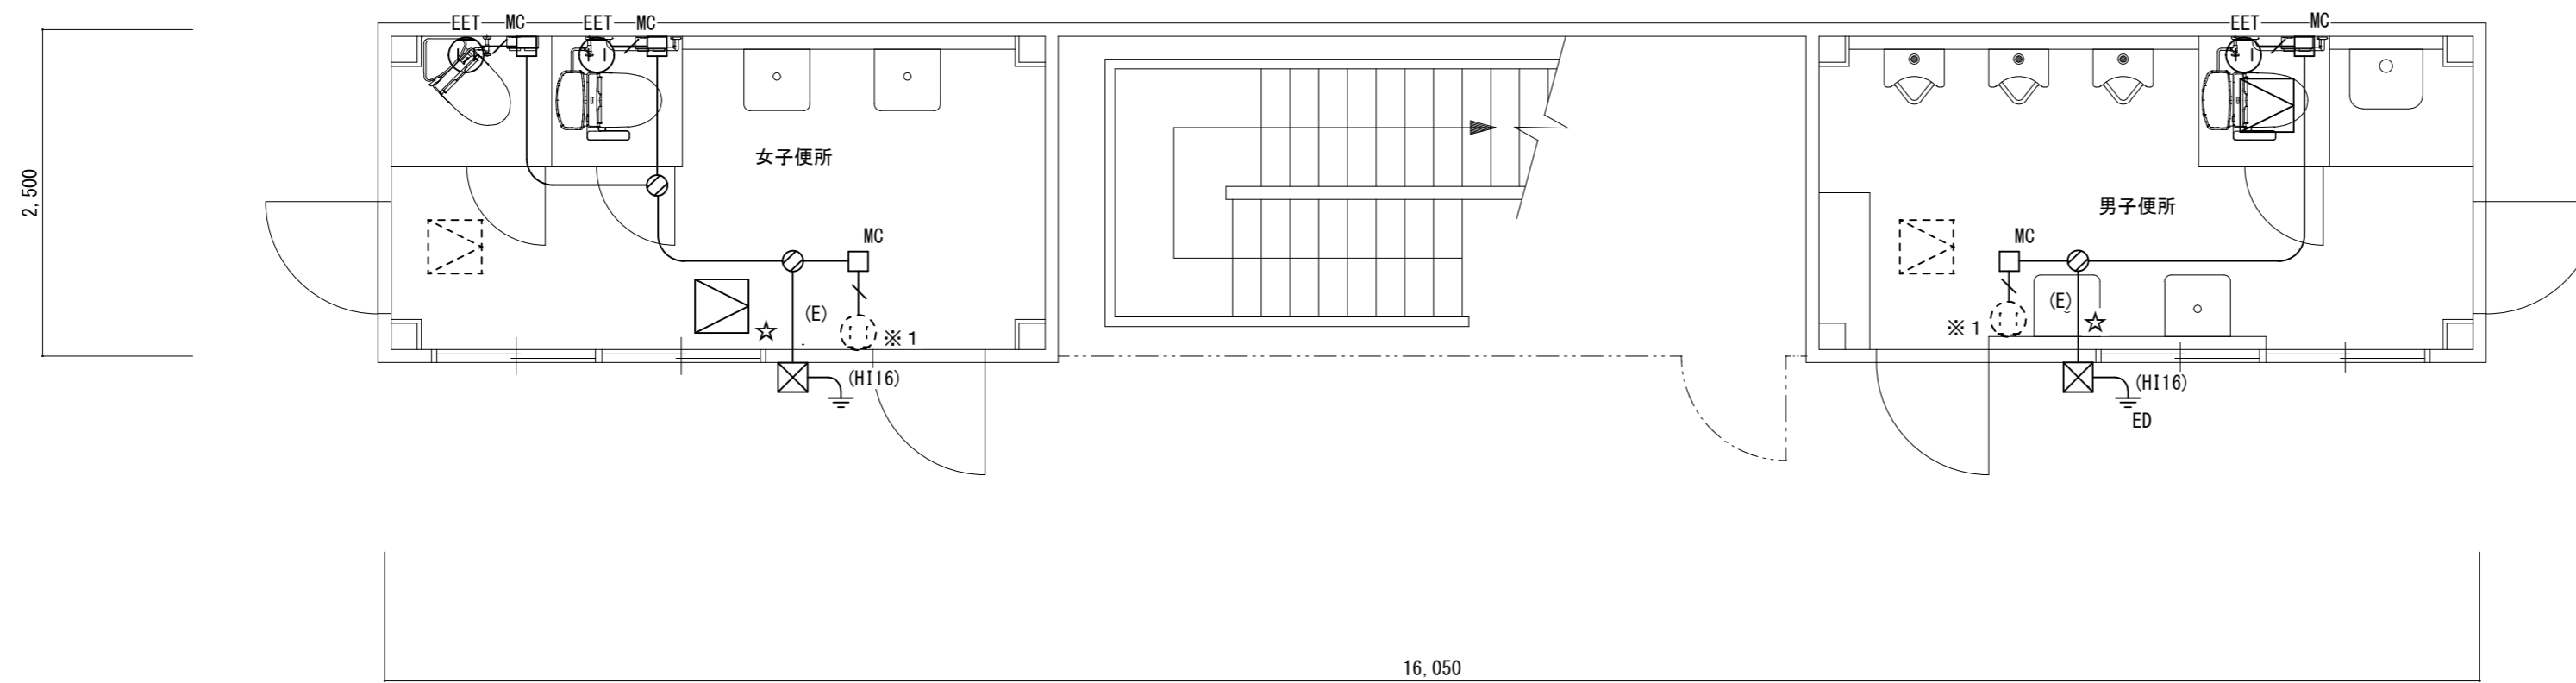 EET MC EET MC
EET MC
2,500
女子便所
男子便所
MC
MC
(E)
(E)
※1
※1
(HI16)
(HI16)
ED
16,050